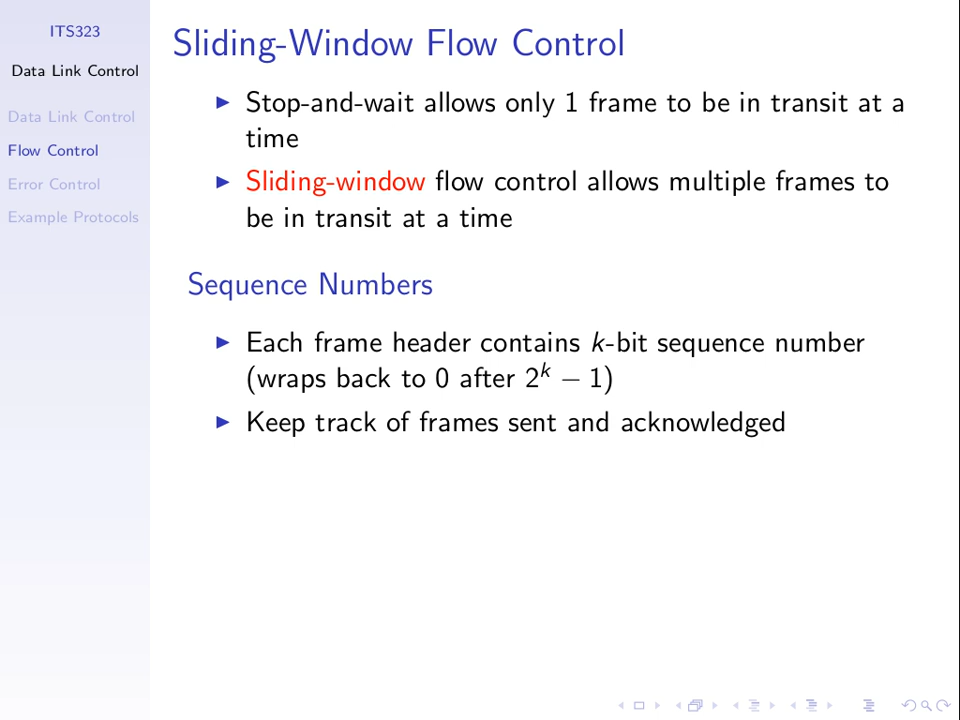 ITS323
Data Link Control
Data Link Control
Flow Control
Error Control
Example Protocols
Sliding-Window Flow Control
Stop-and-wait allows only 1 frame to be in transit at a
time
Sliding-window flow control allows multiple frames to
be in transit at a time
Sequence Numbers
Each frame header contains k-bit sequence number
(wraps back to 0 after 2^k − 1)
Keep track of frames sent and acknowledged